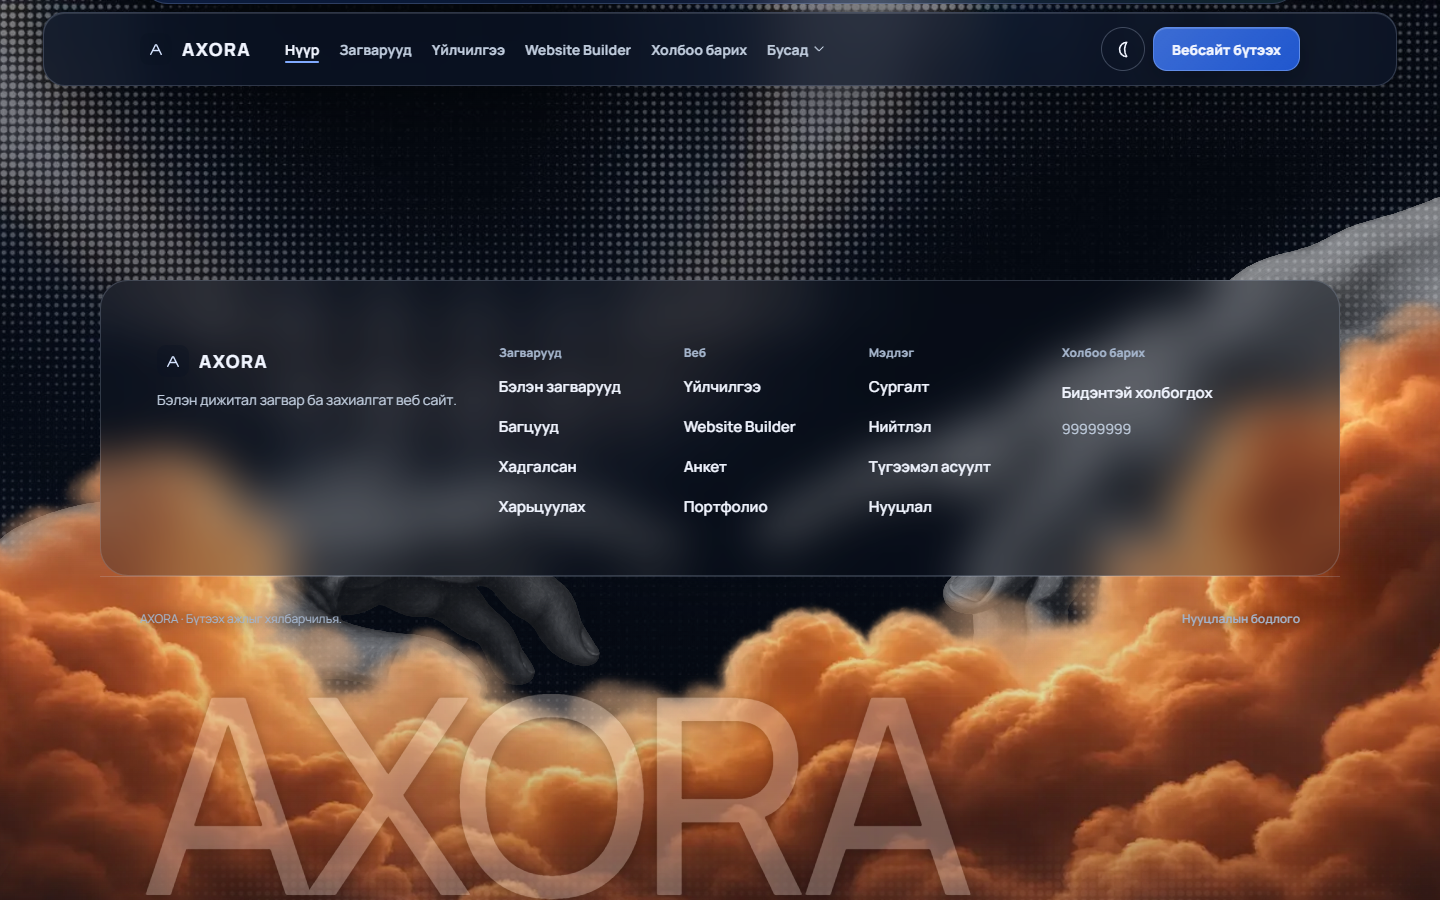 AXORA Нүүр Загварууд Үйлчилгээ Website Builder Холбоо барих Бусад Вебсайт бүтээх
AXORA
Бэлэн дижитал загвар ба захиалгат веб сайт.
Загварууд
Бэлэн загварууд
Багцууд
Хадгалсан
Харьцуулах
Веб
Үйлчилгээ
Website Builder
Анкет
Портфолио
Мэдлэг
Сургалт
Нийтлэл
Түгээмэл асуулт
Нууцлал
Холбоо барих
Бидэнтэй холбогдох
99999999
AXORA · Бүтээх ажлыг хялбарчилъя.
Нууцлалын бодлого
AXORA